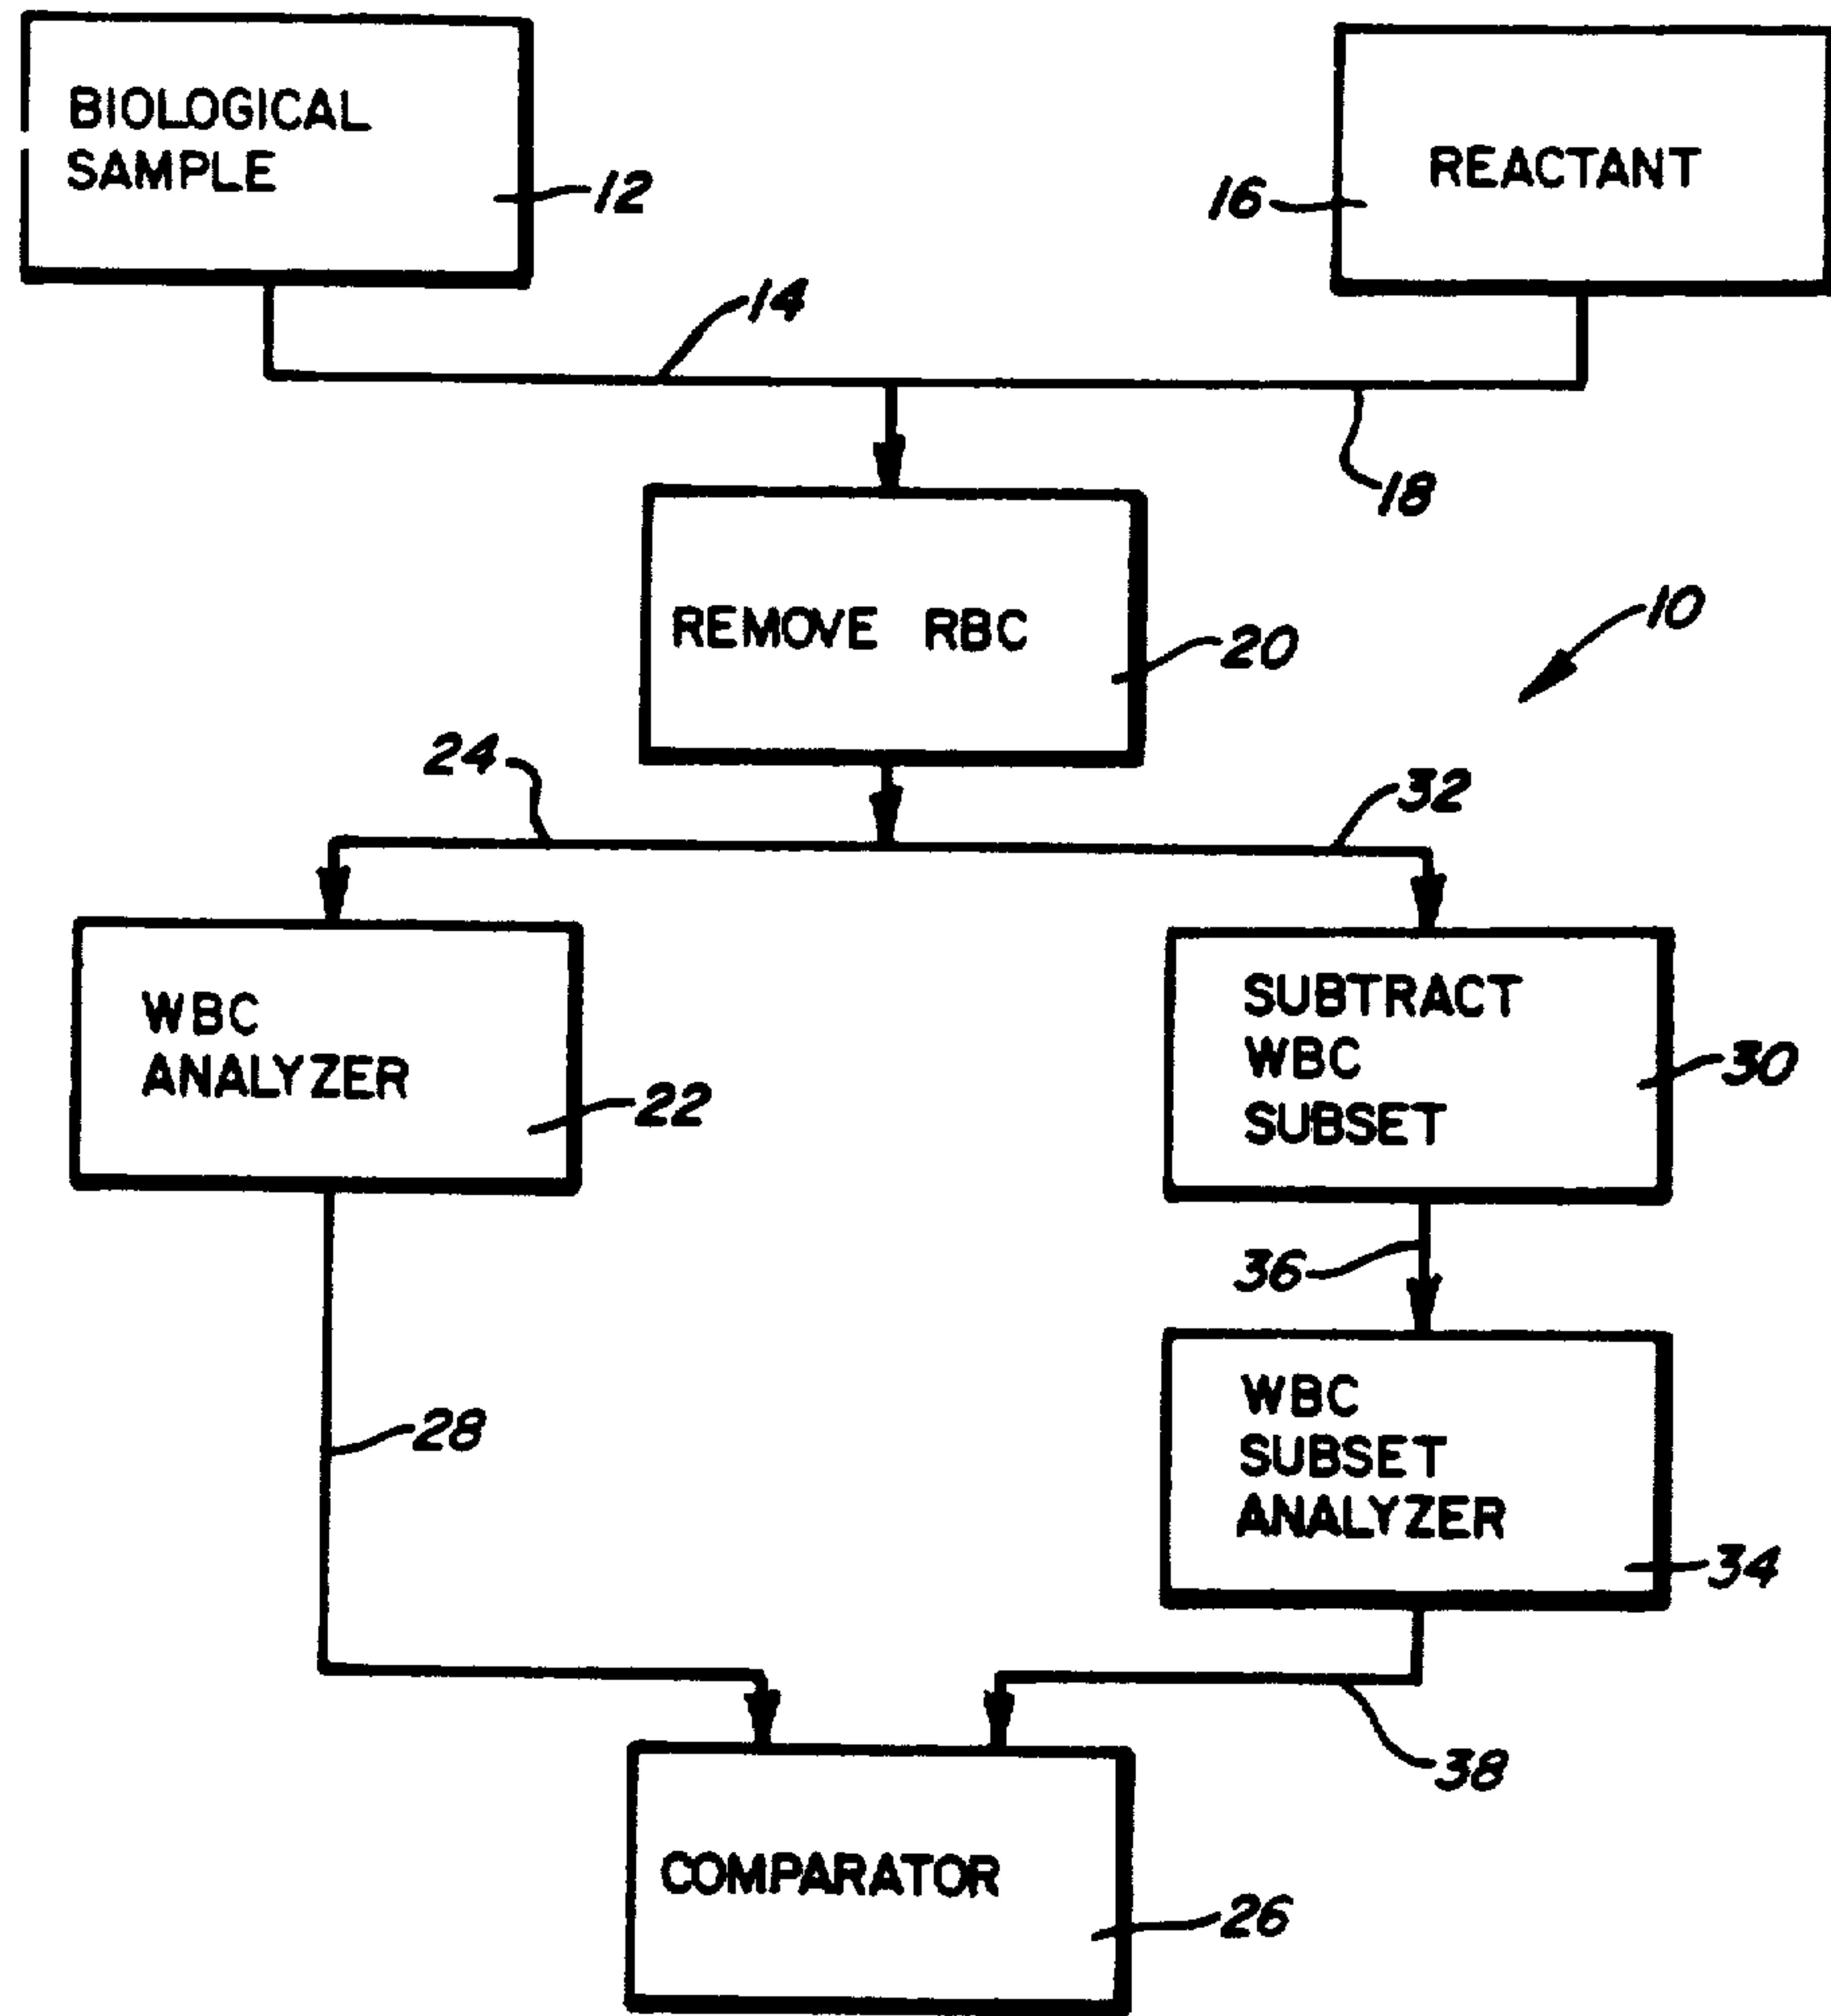 BIOLOGICAL
SAMPLE
12
REACTANT
16
14
18
REMOVE RBC
20
10
24
32
WBC
ANALYZER
22
SUBTRACT
WBC
SUBSET
30
36
WBC
SUBSET
ANALYZER
34
28
38
COMPARATOR
26